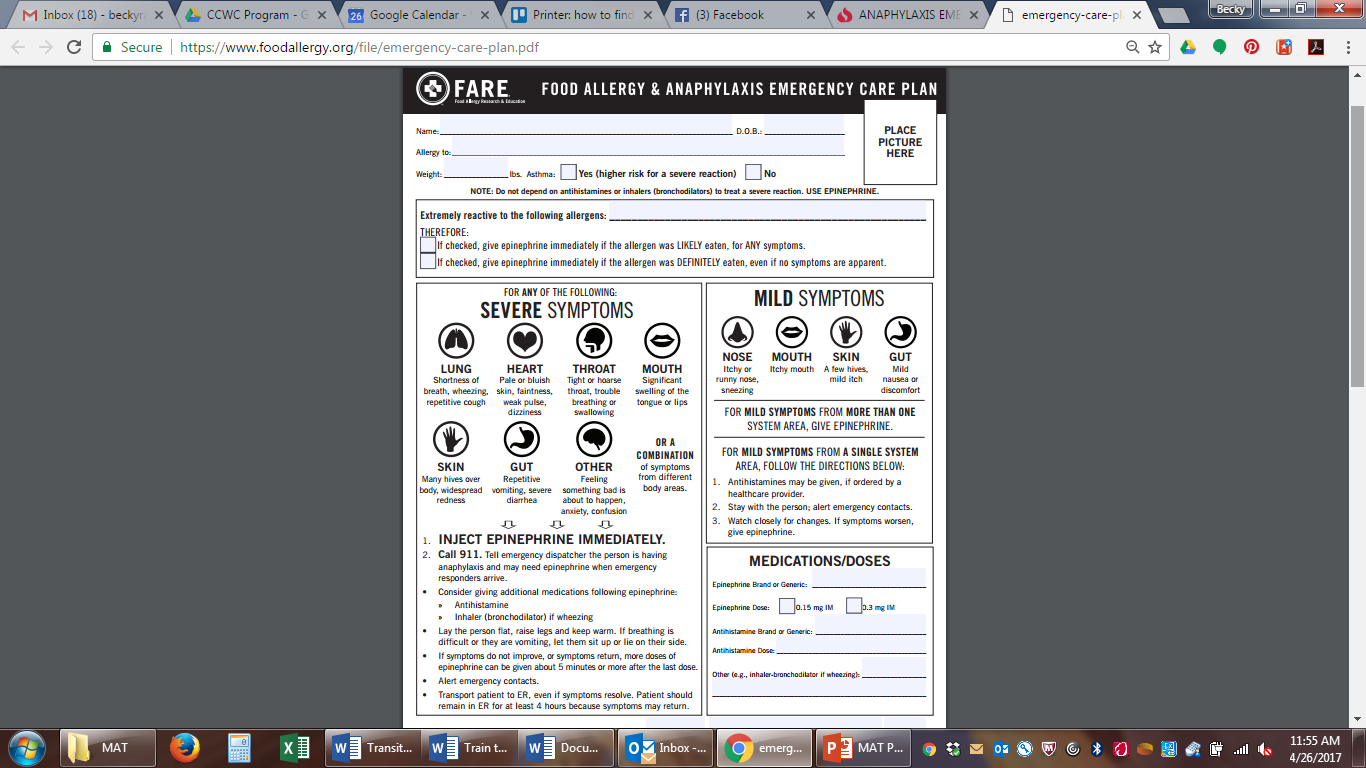 Inbox (18) - beckyr
CCWC Program - G
Google Calendar -
Printer: how to find
(3) Facebook
ANAPHYLAXIS EME
emergency-care-pl
Becky
Secure https://www.foodallergy.org/file/emergency-care-plan.pdf
FARE
Food Allergy Research & Education
FOOD ALLERGY & ANAPHYLAXIS EMERGENCY CARE PLAN
Name: D.O.B.:
PLACE
PICTURE
HERE
Allergy to:
Weight: lbs. Asthma: Yes (higher risk for a severe reaction) No
NOTE: Do not depend on antihistamines or inhalers (bronchodilators) to treat a severe reaction. USE EPINEPHRINE.
Extremely reactive to the following allergens:
THEREFORE:
If checked, give epinephrine immediately if the allergen was LIKELY eaten, for ANY symptoms.
If checked, give epinephrine immediately if the allergen was DEFINITELY eaten, even if no symptoms are apparent.
FOR ANY OF THE FOLLOWING:
SEVERE SYMPTOMS
LUNG
Shortness of
breath, wheezing,
repetitive cough
HEART
Pale or bluish
skin, faintness,
weak pulse,
dizziness
THROAT
Tight or hoarse
throat, trouble
breathing or
swallowing
MOUTH
Significant
swelling of the
tongue or lips
SKIN
Many hives over
body, widespread
redness
GUT
Repetitive
vomiting, severe
diarrhea
OTHER
Feeling
something bad is
about to happen,
anxiety, confusion
OR A
COMBINATION
of symptoms
from different
body areas.
1. INJECT EPINEPHRINE IMMEDIATELY.
2. Call 911. Tell emergency dispatcher the person is having
anaphylaxis and may need epinephrine when emergency
responders arrive.
• Consider giving additional medications following epinephrine:
» Antihistamine
» Inhaler (bronchodilator) if wheezing
• Lay the person flat, raise legs and keep warm. If breathing is
difficult or they are vomiting, let them sit up or lie on their side.
• If symptoms do not improve, or symptoms return, more doses of
epinephrine can be given about 5 minutes or more after the last dose.
• Alert emergency contacts.
• Transport patient to ER, even if symptoms resolve. Patient should
remain in ER for at least 4 hours because symptoms may return.
MILD SYMPTOMS
NOSE
Itchy or
runny nose,
sneezing
MOUTH
Itchy mouth
SKIN
A few hives,
mild itch
GUT
Mild
nausea or
discomfort
FOR MILD SYMPTOMS FROM MORE THAN ONE
SYSTEM AREA, GIVE EPINEPHRINE.
FOR MILD SYMPTOMS FROM A SINGLE SYSTEM
AREA, FOLLOW THE DIRECTIONS BELOW:
1. Antihistamines may be given, if ordered by a
healthcare provider.
2. Stay with the person; alert emergency contacts.
3. Watch closely for changes. If symptoms worsen,
give epinephrine.
MEDICATIONS/DOSES
Epinephrine Brand or Generic:
Epinephrine Dose: 0.15 mg IM 0.3 mg IM
Antihistamine Brand or Generic:
Antihistamine Dose:
Other (e.g., inhaler-bronchodilator if wheezing):
MAT
Transit...
Train t...
Docu...
Inbox -...
emerg...
MAT P...
11:55 AM
4/26/2017